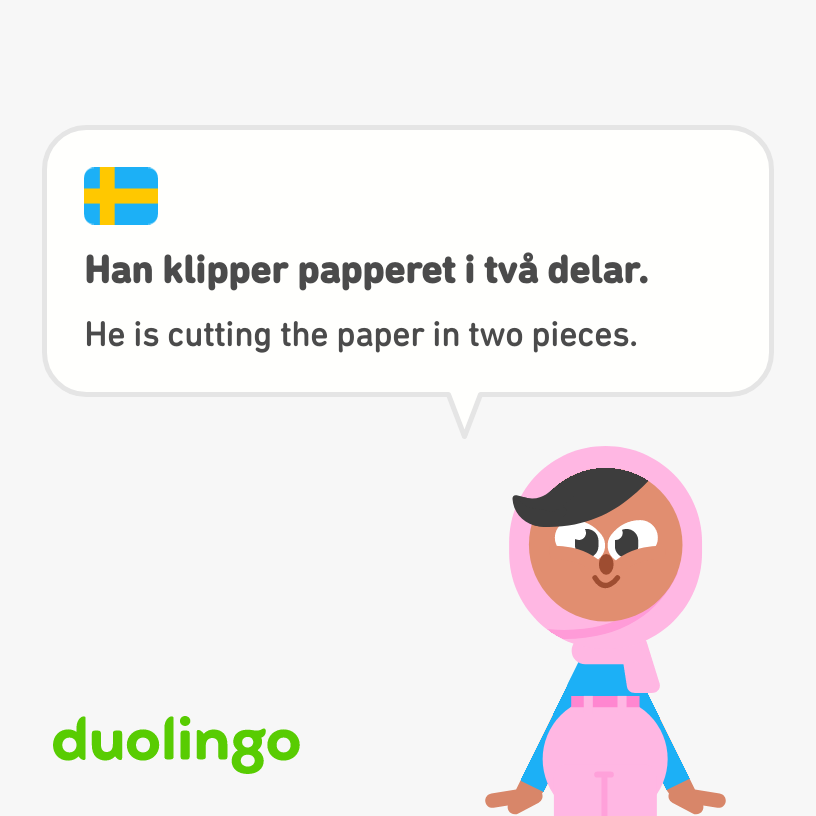 Han klipper papperet i två delar.
He is cutting the paper in two pieces.
duolingo